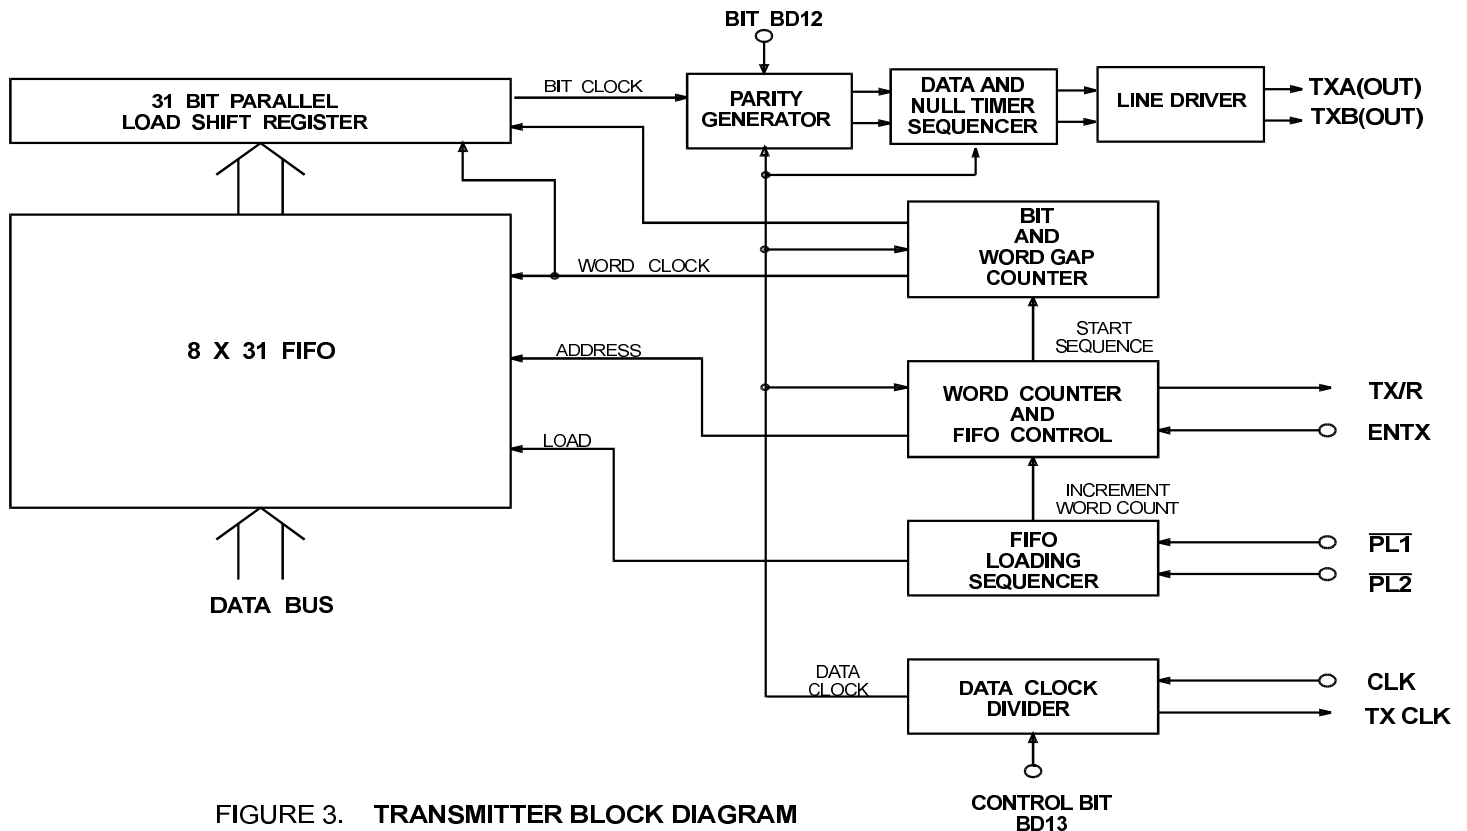 BIT BD12
31 BIT PARALLEL
LOAD SHIFT REGISTER
BIT CLOCK
PARITY
GENERATOR
DATA AND
NULL TIMER
SEQUENCER
LINE DRIVER
TXA(OUT)
TXB(OUT)
BIT
AND
WORD GAP
COUNTER
WORD CLOCK
8 X 31 FIFO
START
SEQUENCE
ADDRESS
WORD COUNTER
AND
FIFO CONTROL
TX/R
ENTX
LOAD
INCREMENT
WORD COUNT
FIFO
LOADING
SEQUENCER
PL1
PL2
DATA BUS
DATA
CLOCK
DATA CLOCK
DIVIDER
CLK
TX CLK
CONTROL BIT
BD13
FIGURE 3. TRANSMITTER BLOCK DIAGRAM